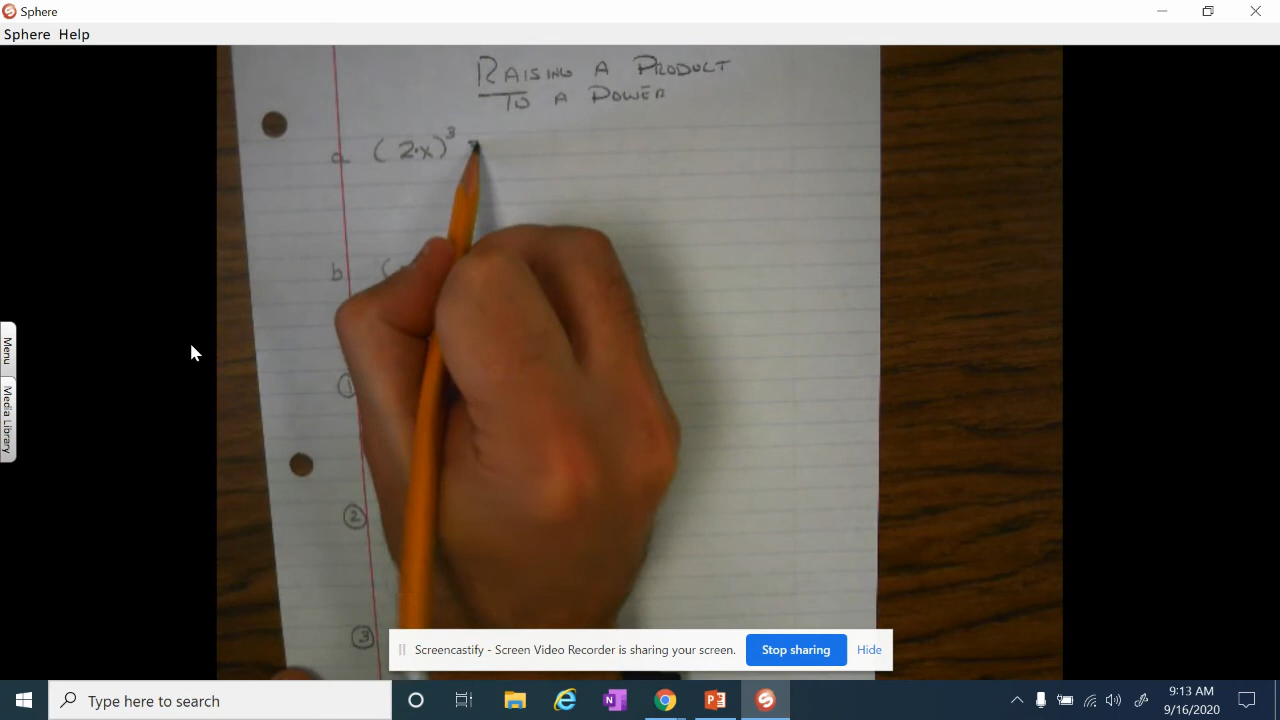 Sphere
Sphere Help
RAISING A PRODUCT
TO A POWER
a (2·x)³ =
b (
①
②
③
Menu
Media Library
Screencastify - Screen Video Recorder is sharing your screen.
Stop sharing
Hide
Type here to search
9:13 AM
9/16/2020